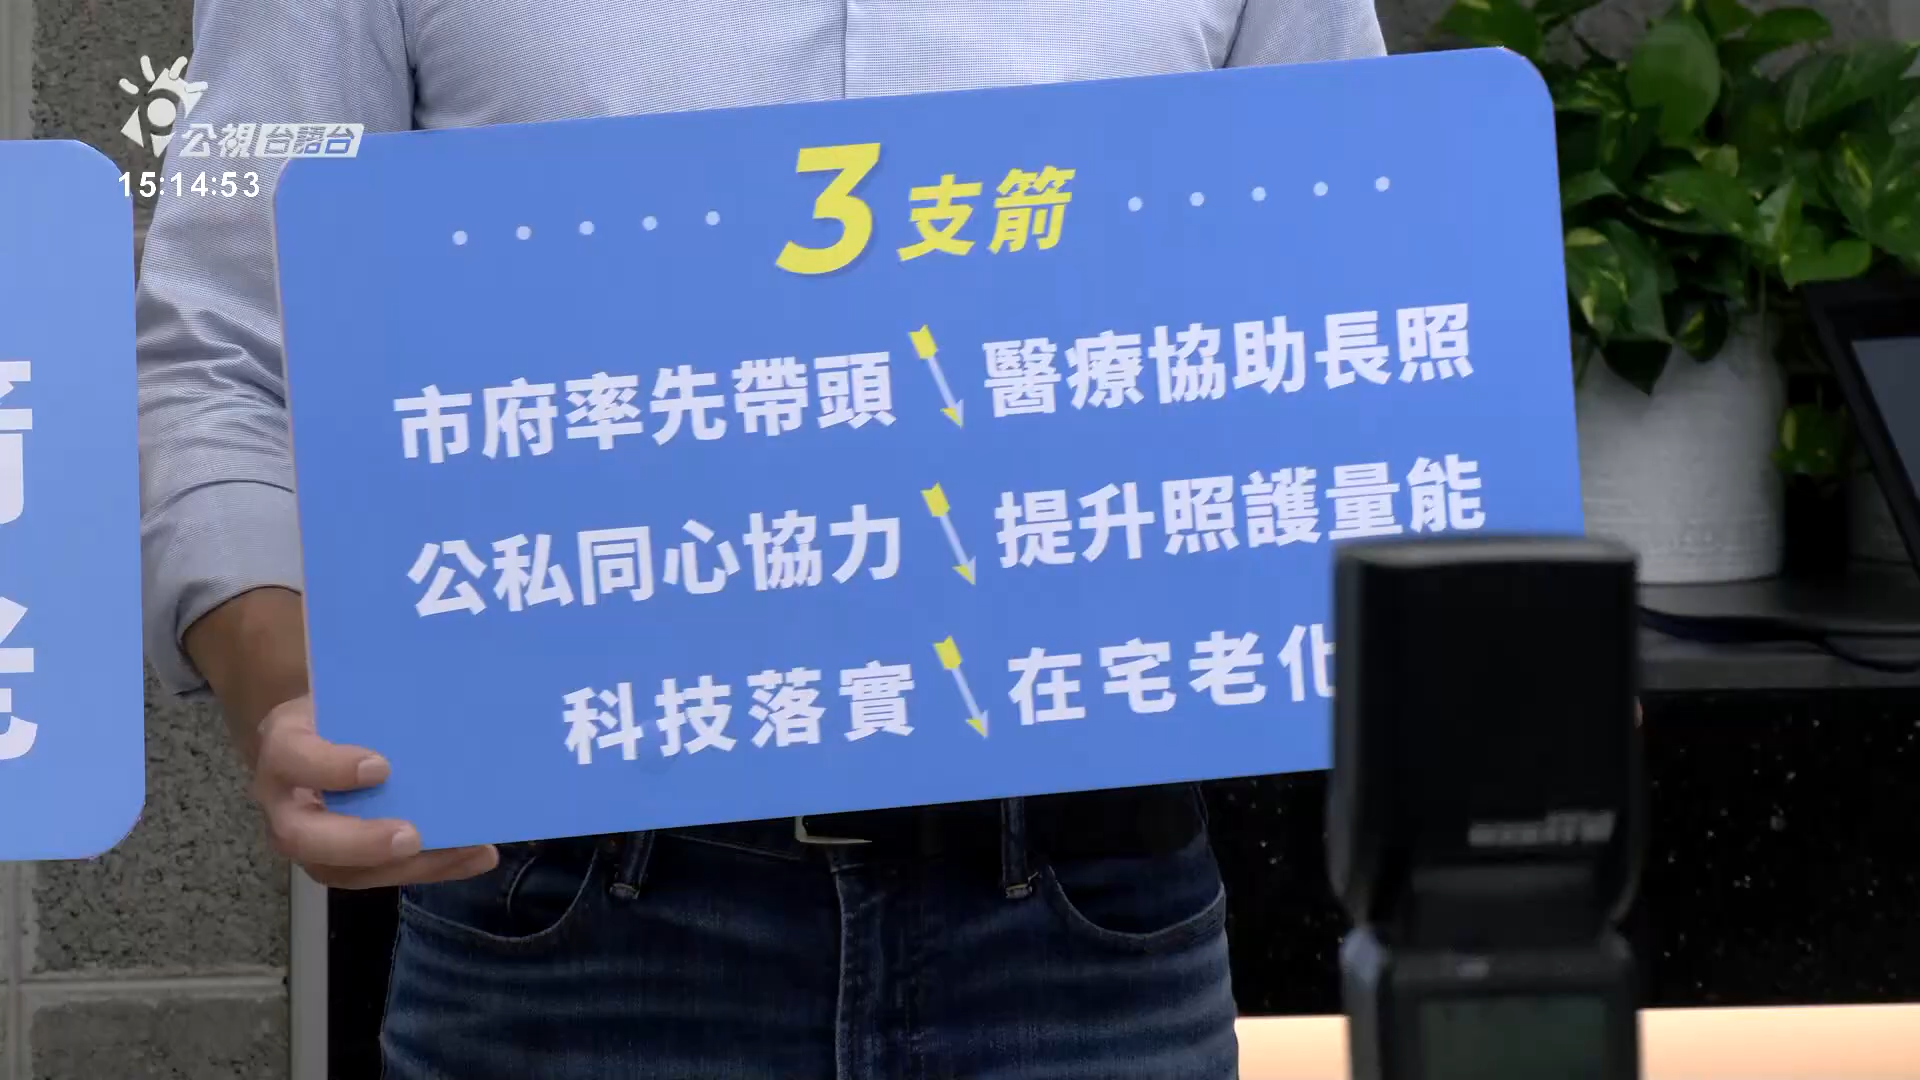 公視台語台
15:14:53
3支箭
市府率先帶頭 醫療協助長照
公私同心協力 提升照護量能
科技落實 在宅老化